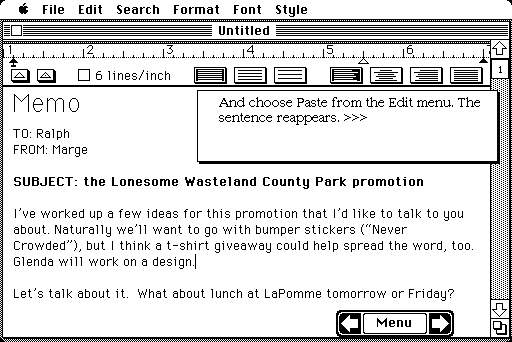 File Edit Search Format Font Style
Untitled
1 2 3 4 5 6 7
6 lines/inch
1
And choose Paste from the Edit menu. The
sentence reappears. >>>
Memo
TO: Ralph
FROM: Marge
SUBJECT: the Lonesome Wasteland County Park promotion
I've worked up a few ideas for this promotion that I'd like to talk to you
about. Naturally we'll want to go with bumper stickers (“Never
Crowded”), but I think a t-shirt giveaway could help spread the word, too.
Glenda will work on a design.
Let's talk about it. What about lunch at LaPomme tomorrow or Friday?
Menu